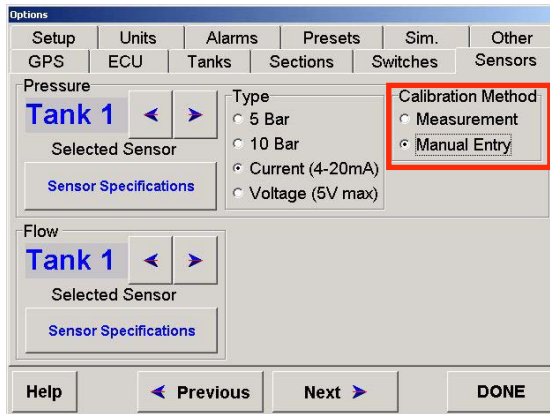 Options
Setup Units Alarms Presets Sim. Other
GPS ECU Tanks Sections Switches Sensors
Pressure
Tank 1
Selected Sensor
Sensor Specifications
Type
5 Bar
10 Bar
Current (4-20mA)
Voltage (5V max)
Calibration Method
Measurement
Manual Entry
Flow
Tank 1
Selected Sensor
Sensor Specifications
Help Previous Next DONE